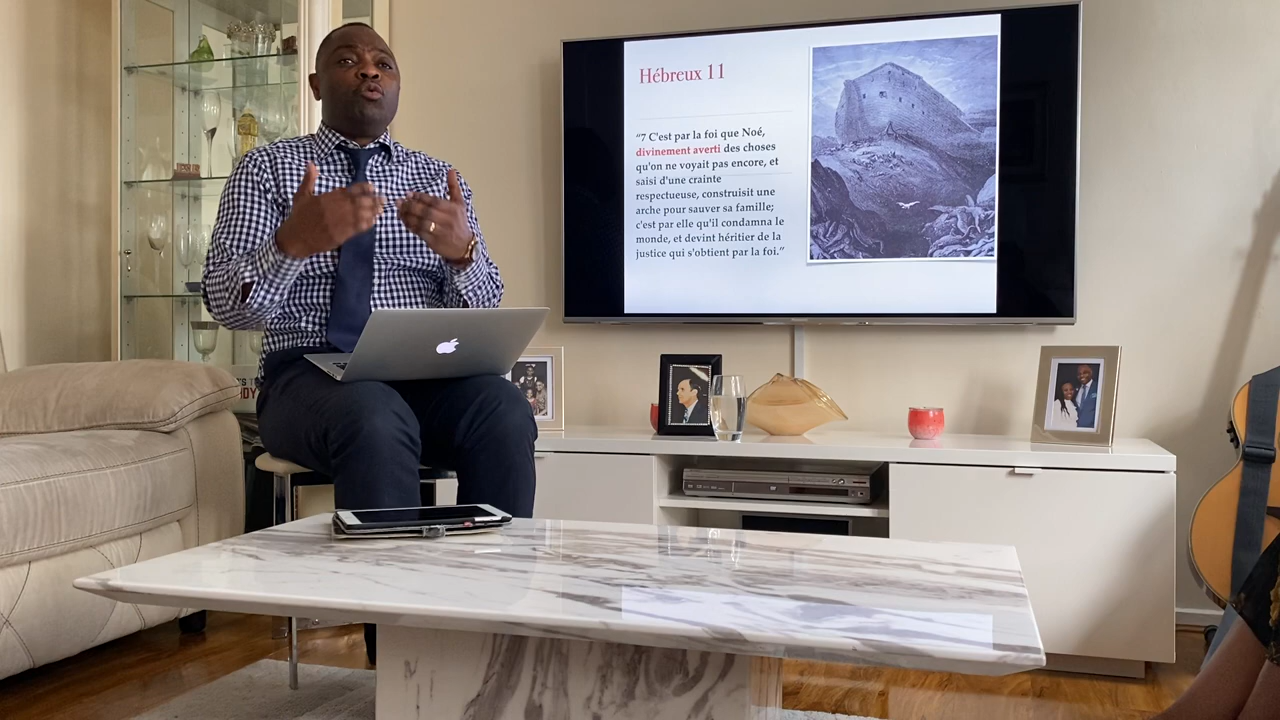 Hébreux 11
“7 C'est par la foi que Noé,
divinement averti des choses
qu'on ne voyait pas encore, et
saisi d'une crainte
respectueuse, construisit une
arche pour sauver sa famille;
c'est par elle qu'il condamna le
monde, et devint héritier de la
justice qui s'obtient par la foi.”